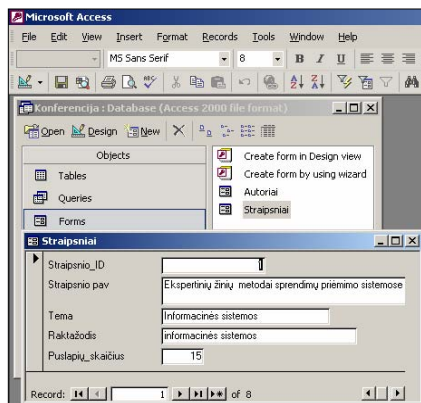 Microsoft Access
File Edit View Insert Format Records Tools Window Help
MS Sans Serif 8 B I U
Konferencija : Database (Access 2000 file format)
Open Design New
Objects
Tables
Queries
Forms
Create form in Design view
Create form by using wizard
Autoriai
Straipsniai
Straipsniai
Straipsnio_ID
Straipsnio pav Ekspertinių žinių metodai sprendimų priėmimo sistemose
Tema Informacinės sistemos
Raktažodis informacinės sistemos
Puslapių_skaičius 15
Record: 1 of 8